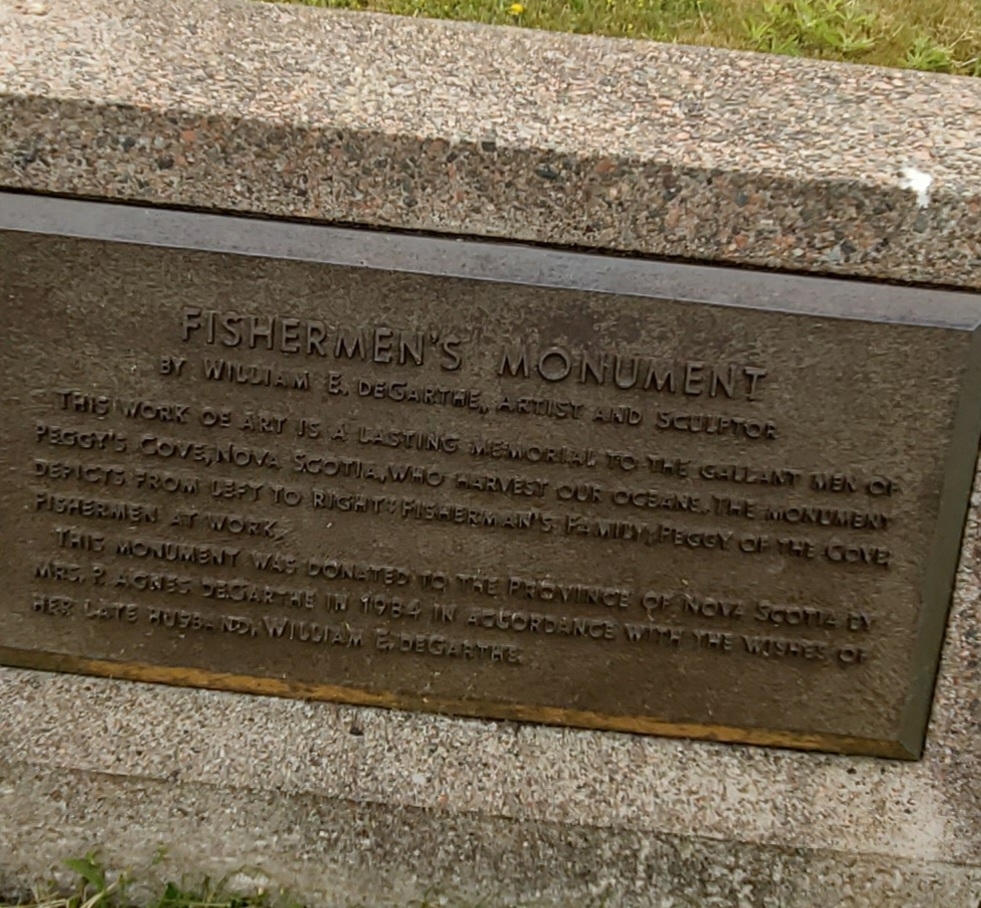 FISHERMEN'S MONUMENT
BY WILLIAM E. DEGARTHE, ARTIST AND SCULPTOR
THIS WORK OF ART IS A LASTING MEMORIAL TO THE GALLANT MEN OF
PEGGY'S COVE, NOVA SCOTIA, WHO HARVEST OUR OCEANS. THE MONUMENT
DEPICTS FROM LEFT TO RIGHT: FISHERMAN'S FAMILY; PEGGY OF THE COVE;
FISHERMEN AT WORK.
THIS MONUMENT WAS DONATED TO THE PROVINCE OF NOVA SCOTIA BY
MRS. P. AGNES DEGARTHE IN 1984 IN ACCORDANCE WITH THE WISHES OF
HER LATE HUSBAND, WILLIAM E. DEGARTHE.